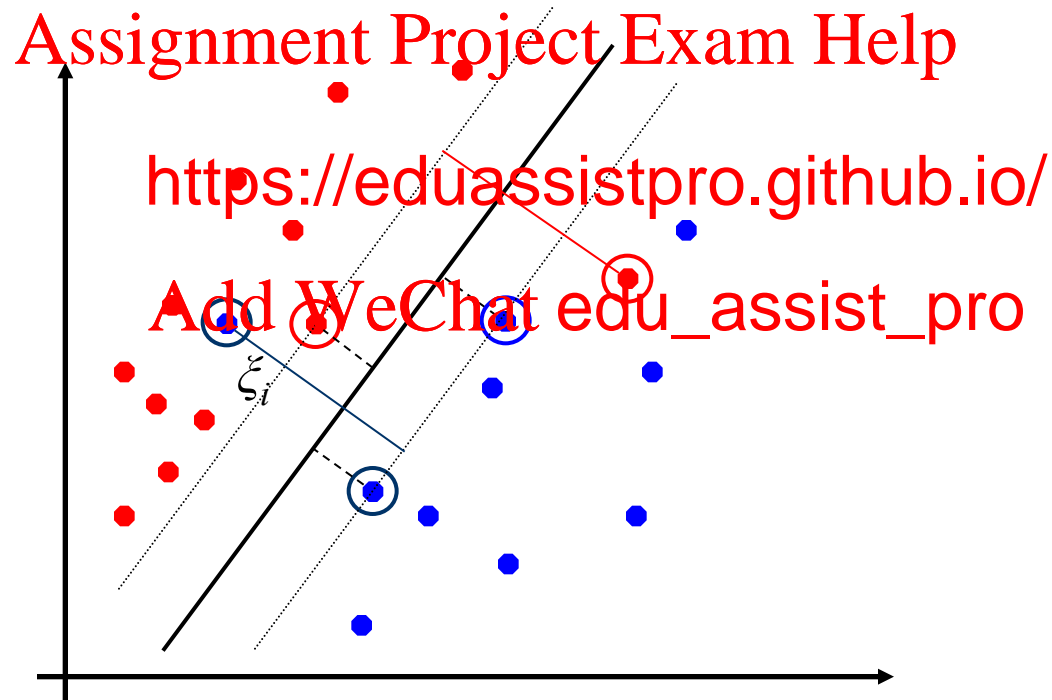 Assignment Project Exam Help
https://eduassistpro.github.io/
Add WeChat edu_assist_pro
ξi